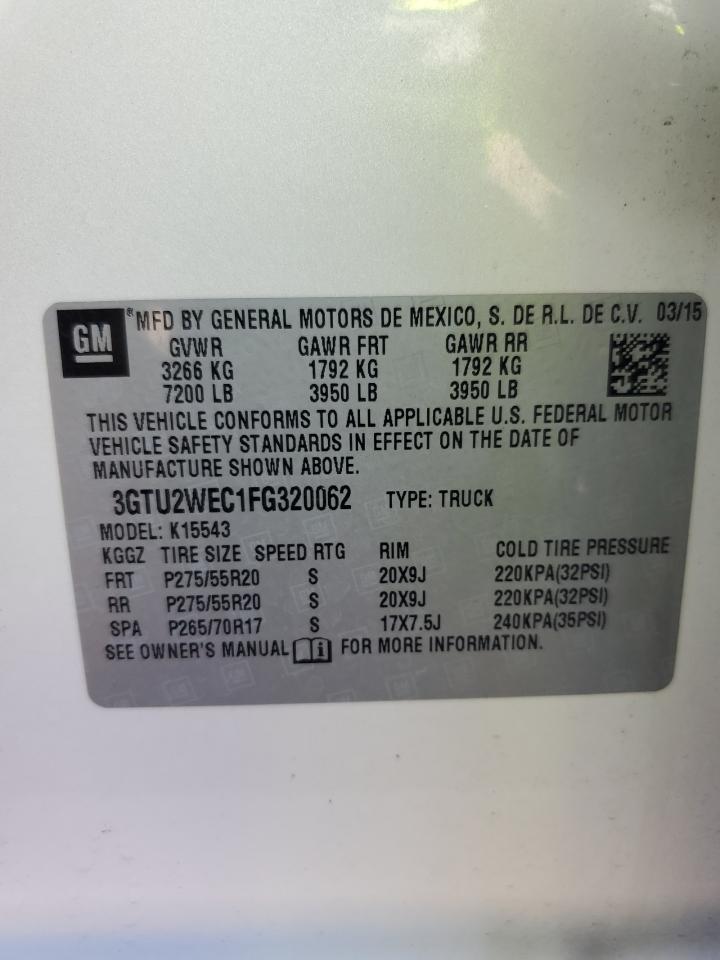 GM ® MFD BY GENERAL MOTORS DE MEXICO, S. DE R.L. DE C.V. 03/15
GVWR GAWR FRT GAWR RR
3266 KG 1792 KG 1792 KG
7200 LB 3950 LB 3950 LB
THIS VEHICLE CONFORMS TO ALL APPLICABLE U.S. FEDERAL MOTOR
VEHICLE SAFETY STANDARDS IN EFFECT ON THE DATE OF
MANUFACTURE SHOWN ABOVE.
3GTU2WEC1FG320062 TYPE: TRUCK
MODEL: K15543
KGGZ TIRE SIZE SPEED RTG RIM COLD TIRE PRESSURE
FRT P275/55R20 S 20X9J 220KPA(32PSI)
RR P275/55R20 S 20X9J 220KPA(32PSI)
SPA P265/70R17 S 17X7.5J 240KPA(35PSI)
SEE OWNER'S MANUAL i FOR MORE INFORMATION.